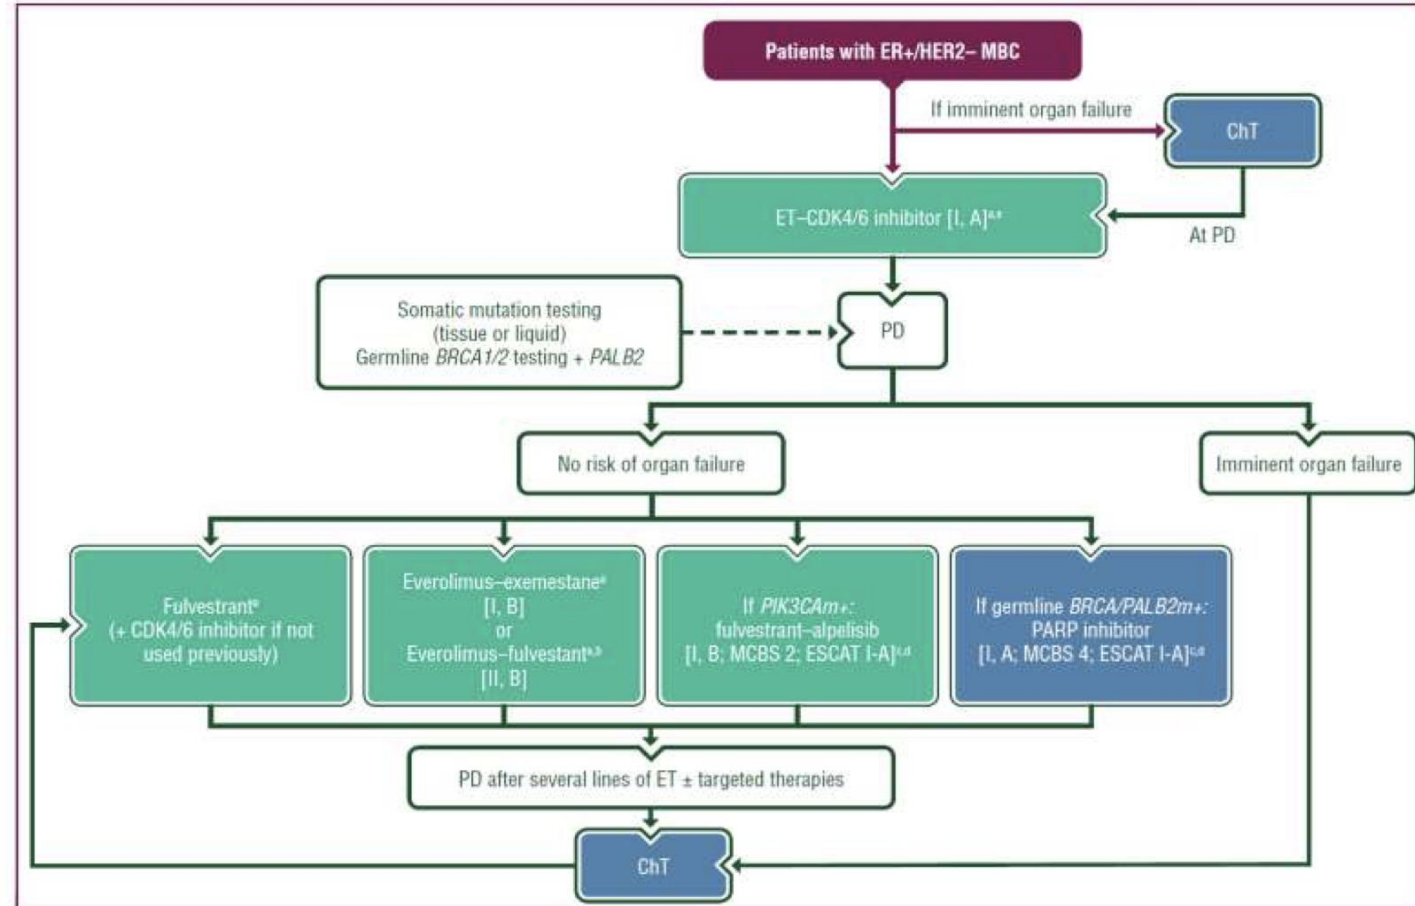 Patients with ER+/HER2– MBC
If imminent organ failure
ChT
ET–CDK4/6 inhibitor [I, A]a,e
At PD
Somatic mutation testing
(tissue or liquid)
Germline BRCA1/2 testing + PALB2
PD
No risk of organ failure
Imminent organ failure
Fulvestrante
(+ CDK4/6 inhibitor if not
used previously)
Everolimus–exemestanea
[I, B]
or
Everolimus–fulvestanta,b
[II, B]
If PIK3CAm+:
fulvestrant–alpelisib
[I, B; MCBS 2; ESCAT I-A]c,d
If germline BRCA/PALB2m+:
PARP inhibitor
[I, A; MCBS 4; ESCAT I-A]c,d
PD after several lines of ET ± targeted therapies
ChT